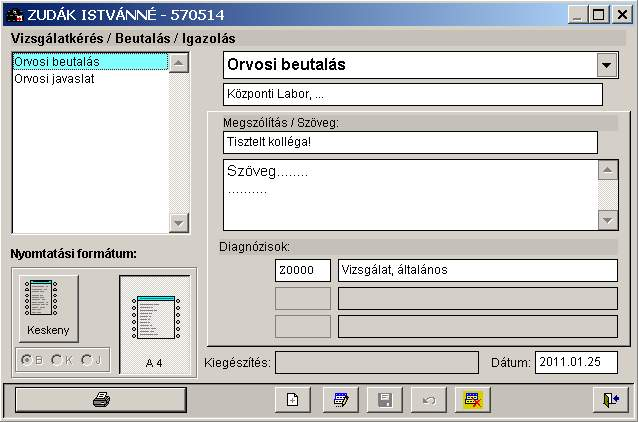 ZUDÁK ISTVÁNNÉ - 570514
Vizsgálatkérés / Beutalás / Igazolás
Orvosi beutalás
Orvosi javaslat
Orvosi beutalás
Központi Labor, ...
Megszólítás / Szöveg:
Tisztelt kolléga!
Szöveg........
..........
Diagnózisok:
Z0000 Vizsgálat, általános
Nyomtatási formátum:
Keskeny
B K J
A 4
Kiegészítés:
Dátum: 2011.01.25